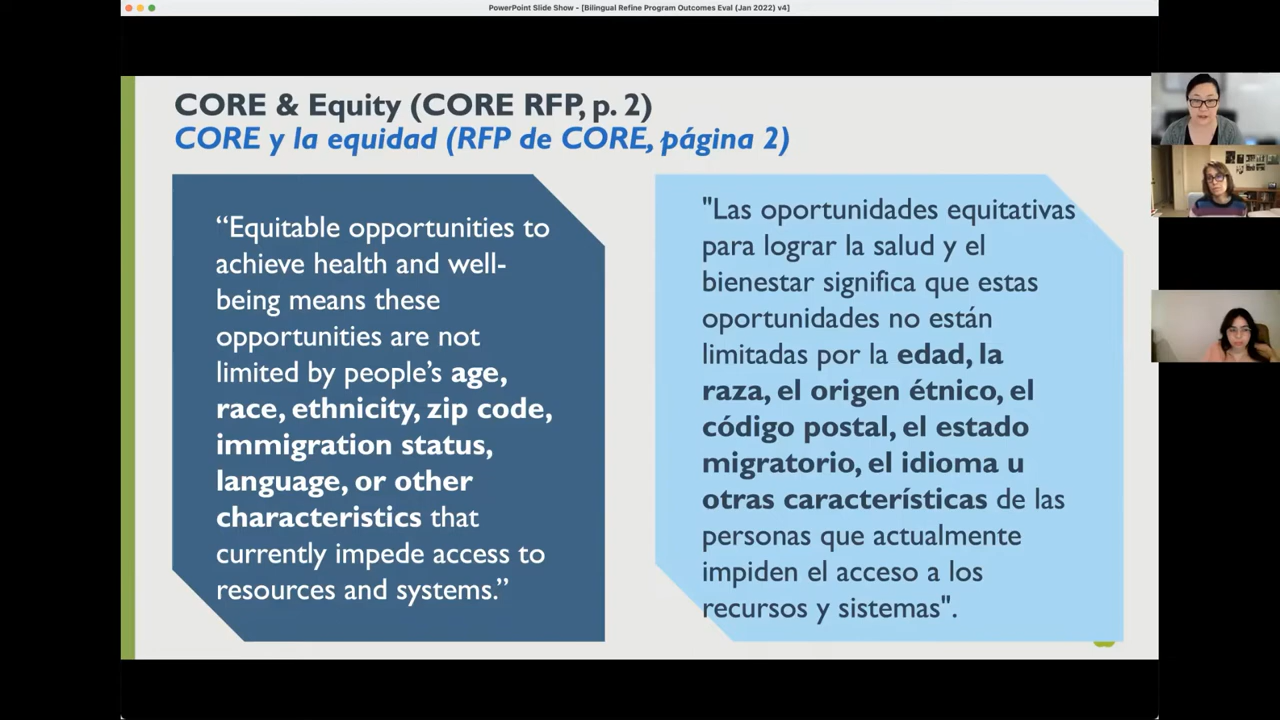 PowerPoint Slide Show - [Bilingual Refine Program Outcomes Eval (Jan 2022) v4]
CORE & Equity (CORE RFP, p. 2)
CORE y la equidad (RFP de CORE, página 2)
“Equitable opportunities to
achieve health and well-
being means these
opportunities are not
limited by people’s age,
race, ethnicity, zip code,
immigration status,
language, or other
characteristics that
currently impede access to
resources and systems.”
"Las oportunidades equitativas
para lograr la salud y el
bienestar significa que estas
oportunidades no están
limitadas por la edad, la
raza, el origen étnico, el
código postal, el estado
migratorio, el idioma u
otras características de las
personas que actualmente
impiden el acceso a los
recursos y sistemas".